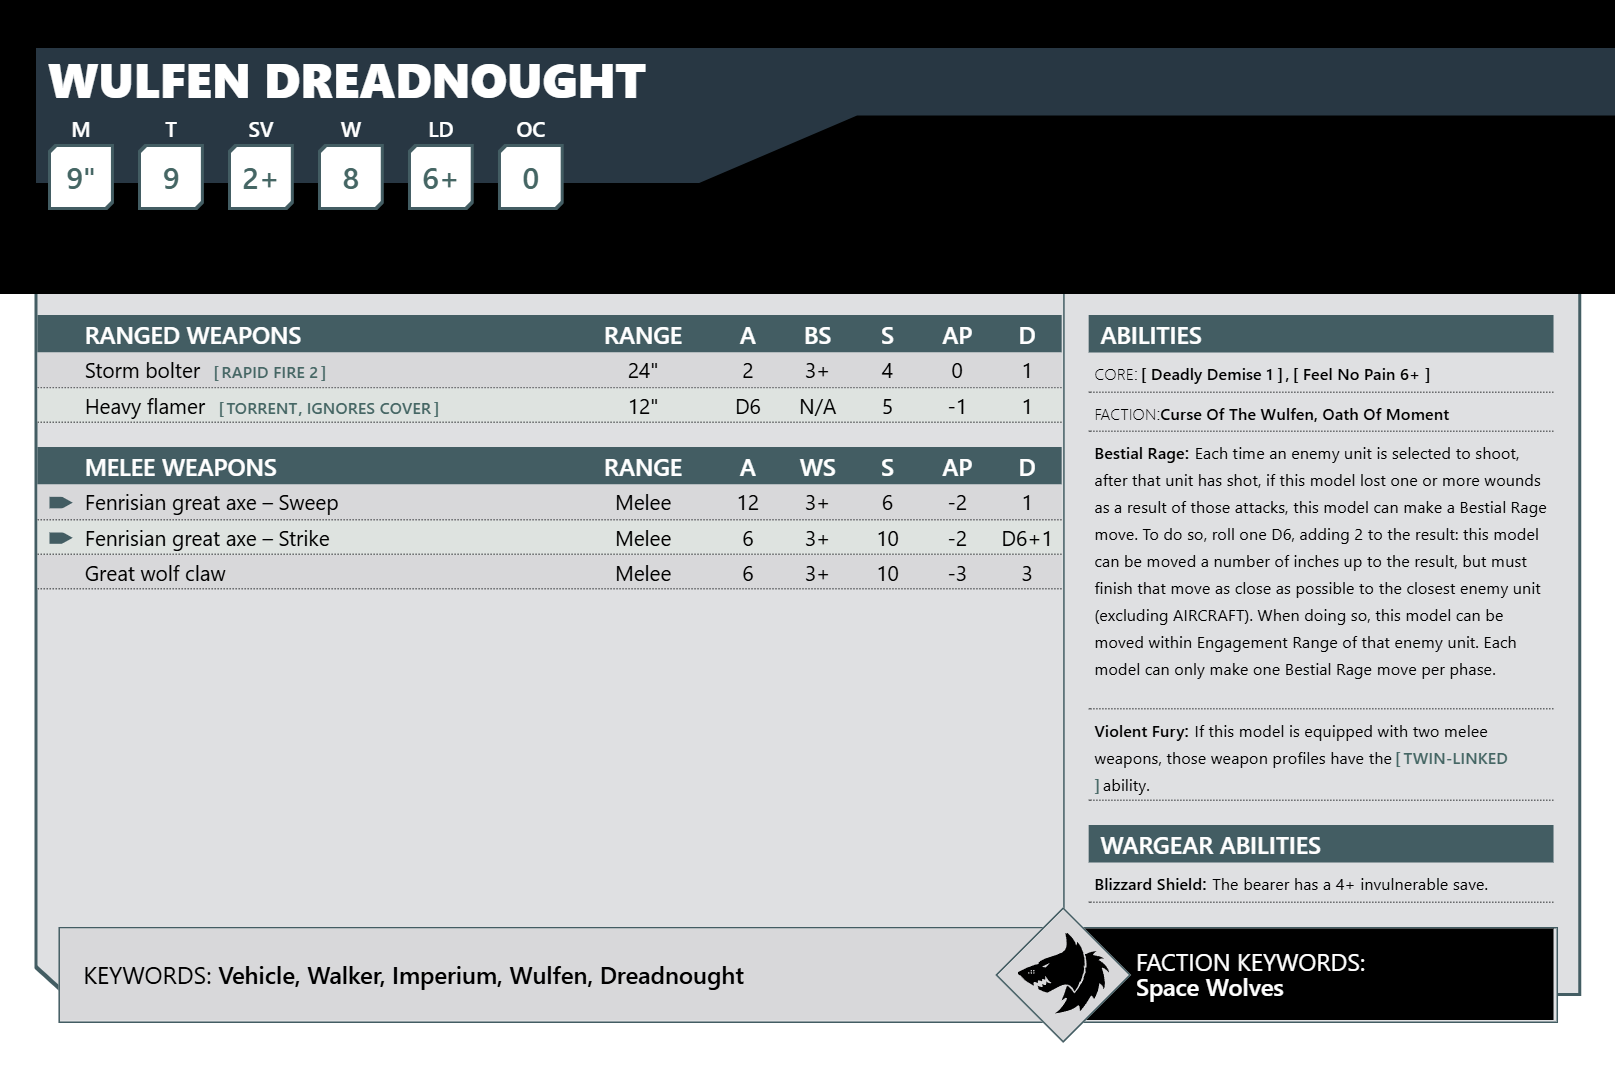 WULFEN DREADNOUGHT
M T SV W LD OC
9" 9 2+ 8 6+ 0
RANGED WEAPONS RANGE A BS S AP D
Storm bolter [RAPID FIRE 2] 24" 2 3+ 4 0 1
Heavy flamer [TORRENT, IGNORES COVER] 12" D6 N/A 5 -1 1
MELEE WEAPONS RANGE A WS S AP D
Fenrisian great axe – Sweep Melee 12 3+ 6 -2 1
Fenrisian great axe – Strike Melee 6 3+ 10 -2 D6+1
Great wolf claw Melee 6 3+ 10 -3 3
ABILITIES
CORE: [ Deadly Demise 1 ] , [ Feel No Pain 6+ ]
FACTION:Curse Of The Wulfen, Oath Of Moment
Bestial Rage: Each time an enemy unit is selected to shoot,
after that unit has shot, if this model lost one or more wounds
as a result of those attacks, this model can make a Bestial Rage
move. To do so, roll one D6, adding 2 to the result: this model
can be moved a number of inches up to the result, but must
finish that move as close as possible to the closest enemy unit
(excluding AIRCRAFT). When doing so, this model can be
moved within Engagement Range of that enemy unit. Each
model can only make one Bestial Rage move per phase.
Violent Fury: If this model is equipped with two melee
weapons, those weapon profiles have the [ TWIN-LINKED
] ability.
WARGEAR ABILITIES
Blizzard Shield: The bearer has a 4+ invulnerable save.
KEYWORDS: Vehicle, Walker, Imperium, Wulfen, Dreadnought
FACTION KEYWORDS:
Space Wolves